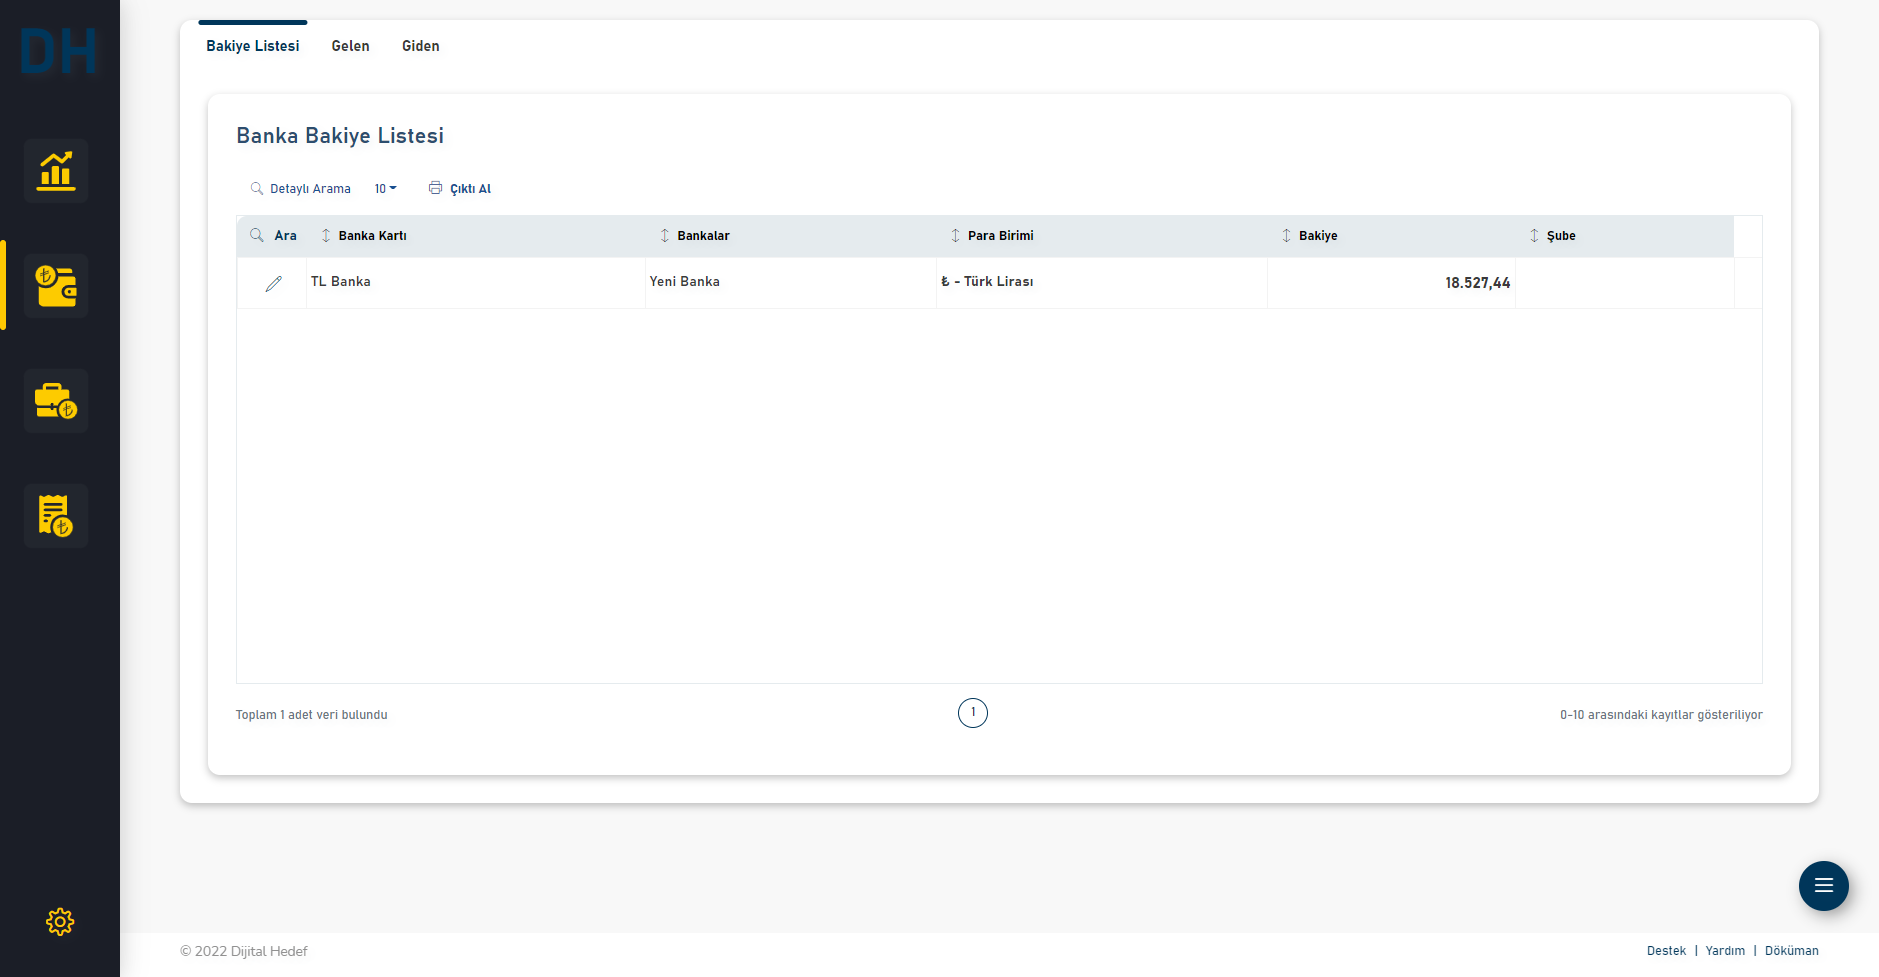 DH
Bakiye Listesi Gelen Giden
Banka Bakiye Listesi
Detaylı Arama 10 Çıktı Al
Ara Banka Kartı Bankalar Para Birimi Bakiye Şube
TL Banka Yeni Banka ₺ - Türk Lirası 18.527,44
Toplam 1 adet veri bulundu 1 0-10 arasındaki kayıtlar gösteriliyor
© 2022 Dijital Hedef Destek | Yardım | Döküman